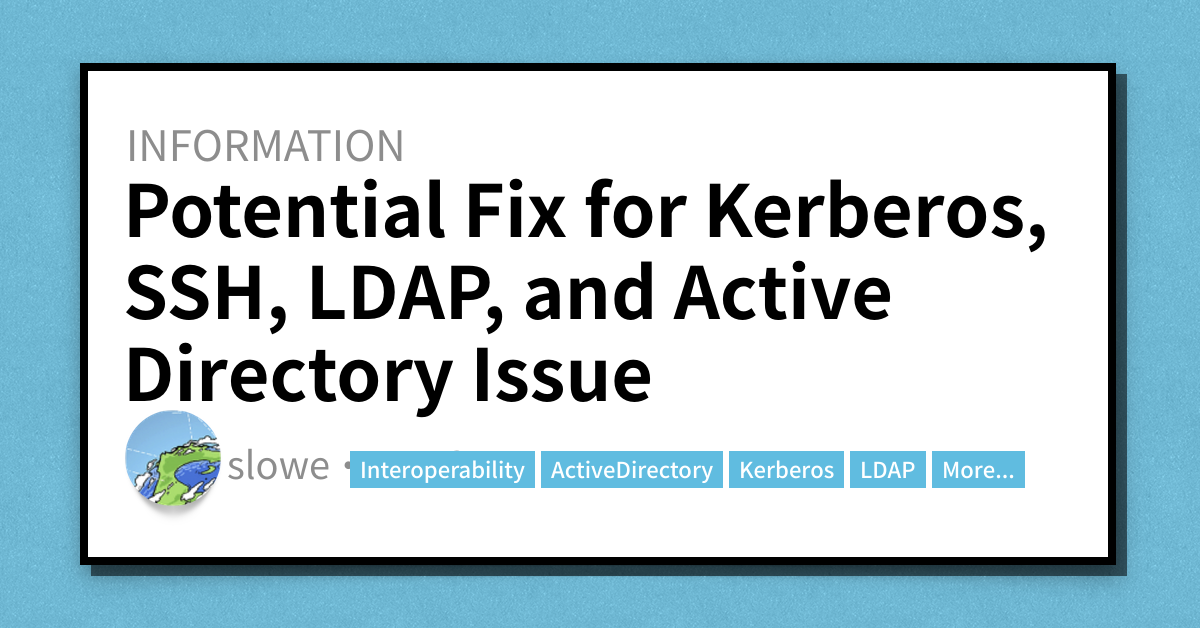 INFORMATION
Potential Fix for Kerberos,
SSH, LDAP, and Active
Directory Issue
slowe • Interoperability ActiveDirectory Kerberos LDAP More...